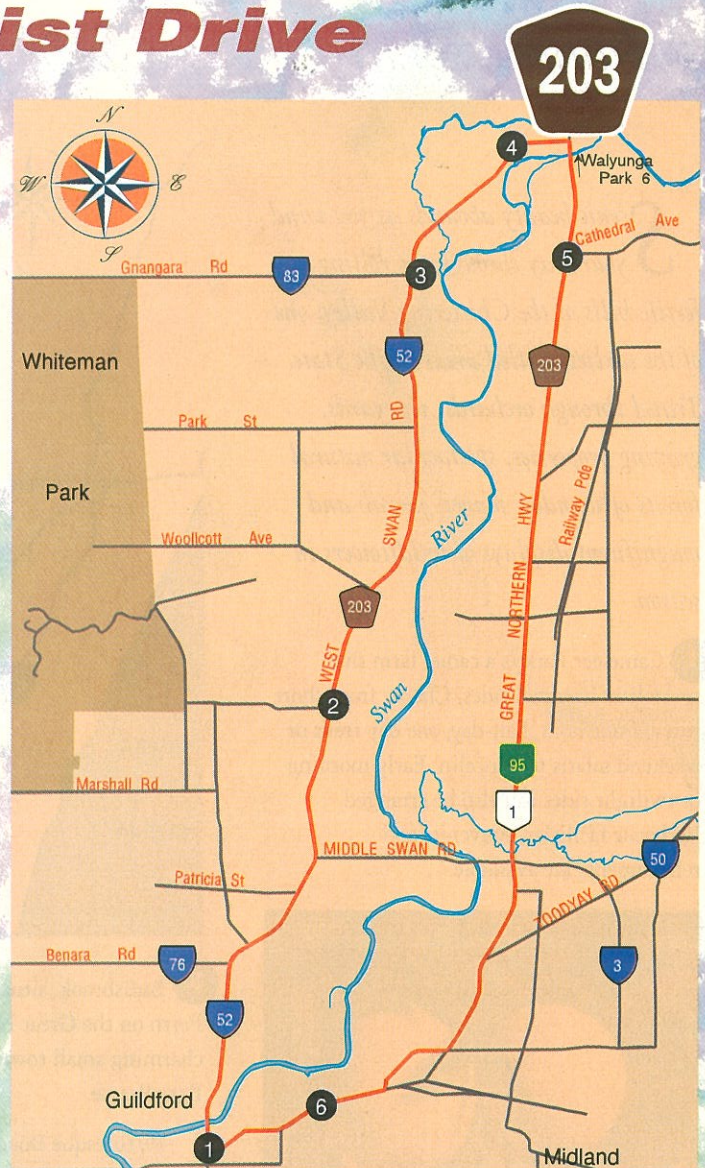 ist Drive
203
N
W
E
S
4
Walyunga
Park 6
Cathedral Ave
5
Gnangara Rd
83
3
Whiteman
52
203
Park St
RD
Park
SWAN
River
HWY
Railway Pde
Woollcott Ave
NORTHERN
203
WEST
2
Swan
GREAT
95
Marshall Rd
1
MIDDLE SWAN RD
50
Patricia St
TOODYAY RD
Benara Rd
76
3
52
Guildford
6
1
Midland